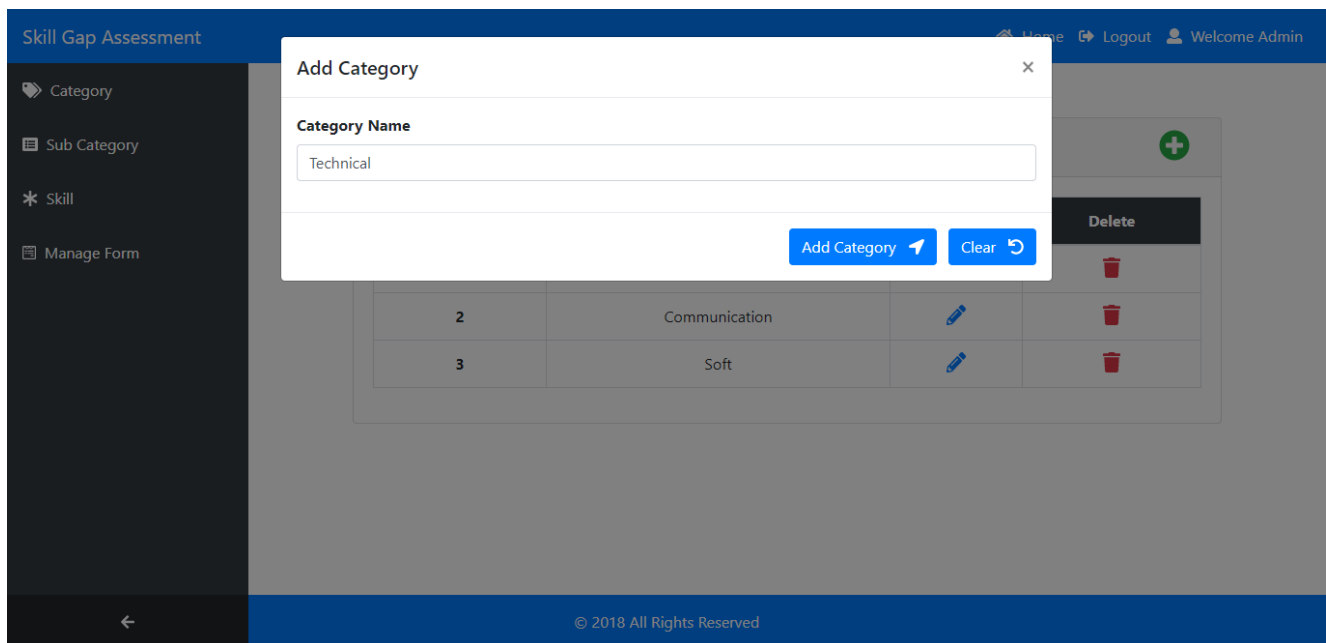 Skill Gap Assessment
Home Logout Welcome Admin
Add Category ×
Category
Category Name
Sub Category
Technical
Skill
Delete
Manage Form
Add Category Clear
2 Communication
3 Soft
© 2018 All Rights Reserved